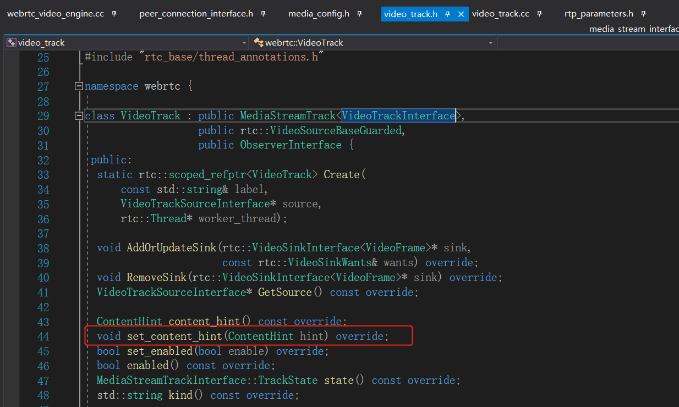 webrtc_video_engine.cc peer_connection_interface.h media_config.h video_track.h video_track.cc rtp_parameters.h
media stream interfac
video_track webrtc::VideoTrack
25 #include "rtc_base/thread_annotations.h"
26
27 namespace webrtc {
28
29 class VideoTrack : public MediaStreamTrack<VideoTrackInterface>,
30 public rtc::VideoSourceBaseGuarded,
31 public ObserverInterface {
32 public:
33 static rtc::scoped_refptr<VideoTrack> Create(
34 const std::string& label,
35 VideoTrackSourceInterface* source,
36 rtc::Thread* worker_thread);
37
38 void AddOrUpdateSink(rtc::VideoSinkInterface<VideoFrame>* sink,
39 const rtc::VideoSinkWants& wants) override;
40 void RemoveSink(rtc::VideoSinkInterface<VideoFrame>* sink) override;
41 VideoTrackSourceInterface* GetSource() const override;
42
43 ContentHint content_hint() const override;
44 void set_content_hint(ContentHint hint) override;
45 bool set_enabled(bool enable) override;
46 bool enabled() const override;
47 MediaStreamTrackInterface::TrackState state() const override;
48 std::string kind() const override;